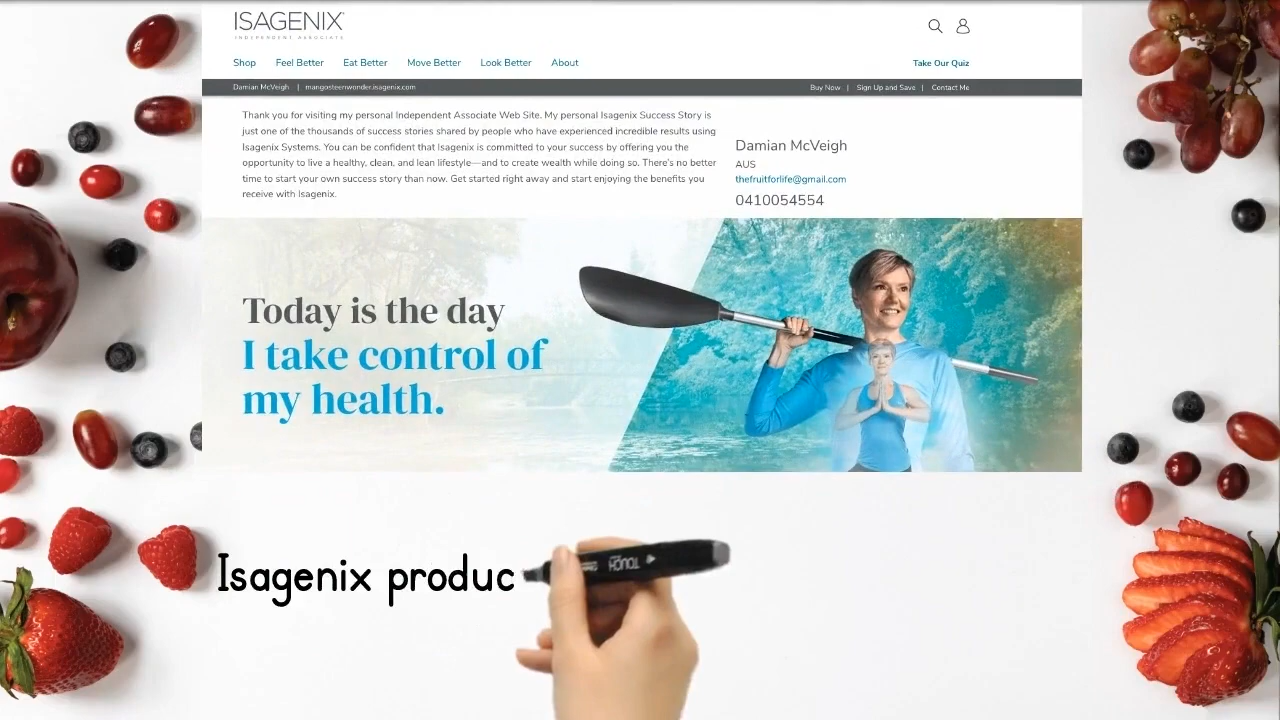 ISAGENIX
INDEPENDENT ASSOCIATE
Shop Feel Better Eat Better Move Better Look Better About Take Our Quiz
Damian McVeigh | mangosteenwonder.isagenix.com Buy Now | Sign Up and Save | Contact Me
Thank you for visiting my personal Independent Associate Web Site. My personal Isagenix Success Story is
just one of the thousands of success stories shared by people who have experienced incredible results using
Isagenix Systems. You can be confident that Isagenix is committed to your success by offering you the
opportunity to live a healthy, clean, and lean lifestyle—and to create wealth while doing so. There's no better
time to start your own success story than now. Get started right away and start enjoying the benefits you
receive with Isagenix.
Damian McVeigh
AUS
thefruitforlife@gmail.com
0410054554
Today is the day
I take control of
my health.
Isagenix produc
TOUCH